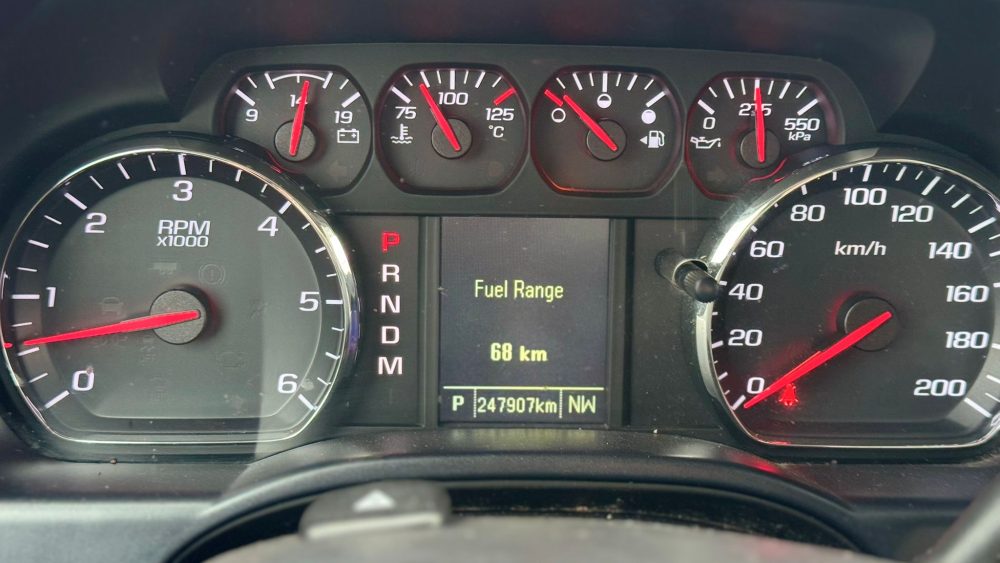 9 14 19
75 100 125
°C
0 275 550
kPa
0 1 2 3 4 5 6
RPM
x1000
P
R
N
D
M
Fuel Range
68 km
P 247907km NW
0 20 40 60 80 100 120 140 160 180 200
km/h